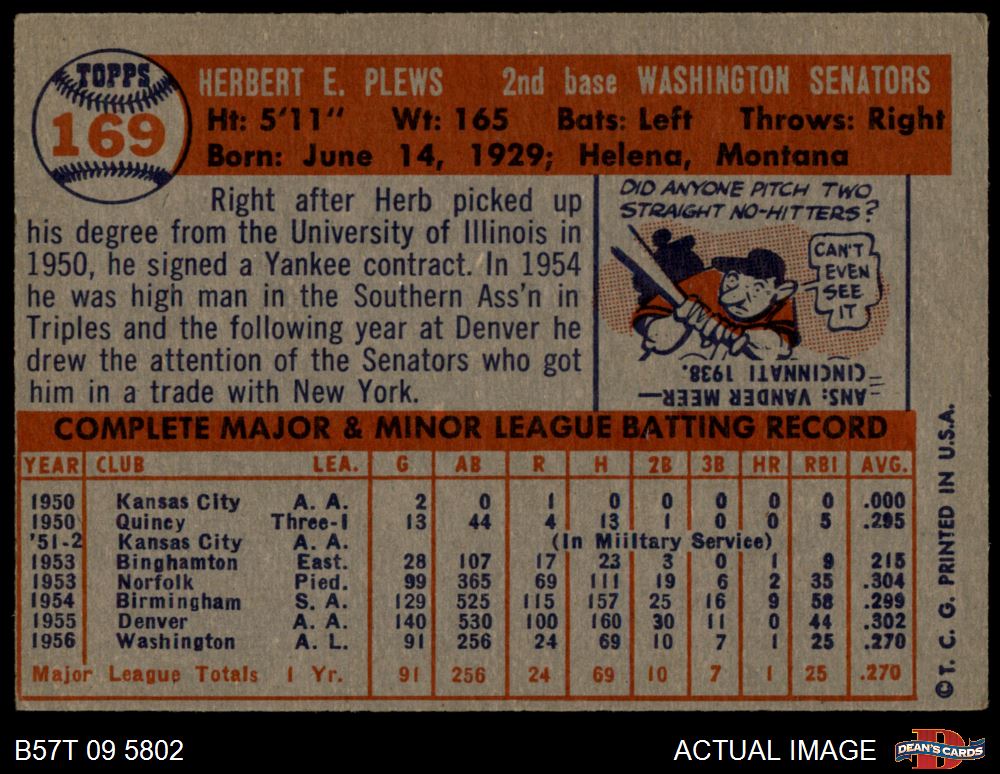 TOPPS
169
HERBERT E. PLEWS 2nd base WASHINGTON SENATORS
Ht: 5'11" Wt: 165 Bats: Left Throws: Right
Born: June 14, 1929; Helena, Montana
Right after Herb picked up
his degree from the University of Illinois in
1950, he signed a Yankee contract. In 1954
he was high man in the Southern Ass'n in
Triples and the following year at Denver he
drew the attention of the Senators who got
him in a trade with New York.
DID ANYONE PITCH TWO
STRAIGHT NO-HITTERS?
CAN'T
EVEN
SEE
IT
ANS: VANDER MEER—
CINCINNATI 1938.
COMPLETE MAJOR & MINOR LEAGUE BATTING RECORD
YEAR CLUB LEA. G AB R H 2B 3B HR RBI AVG.
1950 Kansas City A. A. 2 0 1 0 0 0 0 0 .000
1950 Quincy Three-I 13 44 4 13 1 0 0 5 .295
'51-2 Kansas City A. A. (In Miiltary Service)
1953 Binghamton East. 28 107 17 23 3 0 1 9 215
1953 Norfolk Pied. 99 365 69 111 19 6 2 35 .304
1954 Birmingham S. A. 129 525 115 157 25 16 9 58 .299
1955 Denver A. A. 140 530 100 160 30 11 0 44 .302
1956 Washington A. L. 91 256 24 69 10 7 1 25 .270
Major League Totals 1 Yr. 91 256 24 69 10 7 1 25 .270
© T. C. G. PRINTED IN U.S.A.
B57T 09 5802
ACTUAL IMAGE
DEAN'S CARDS